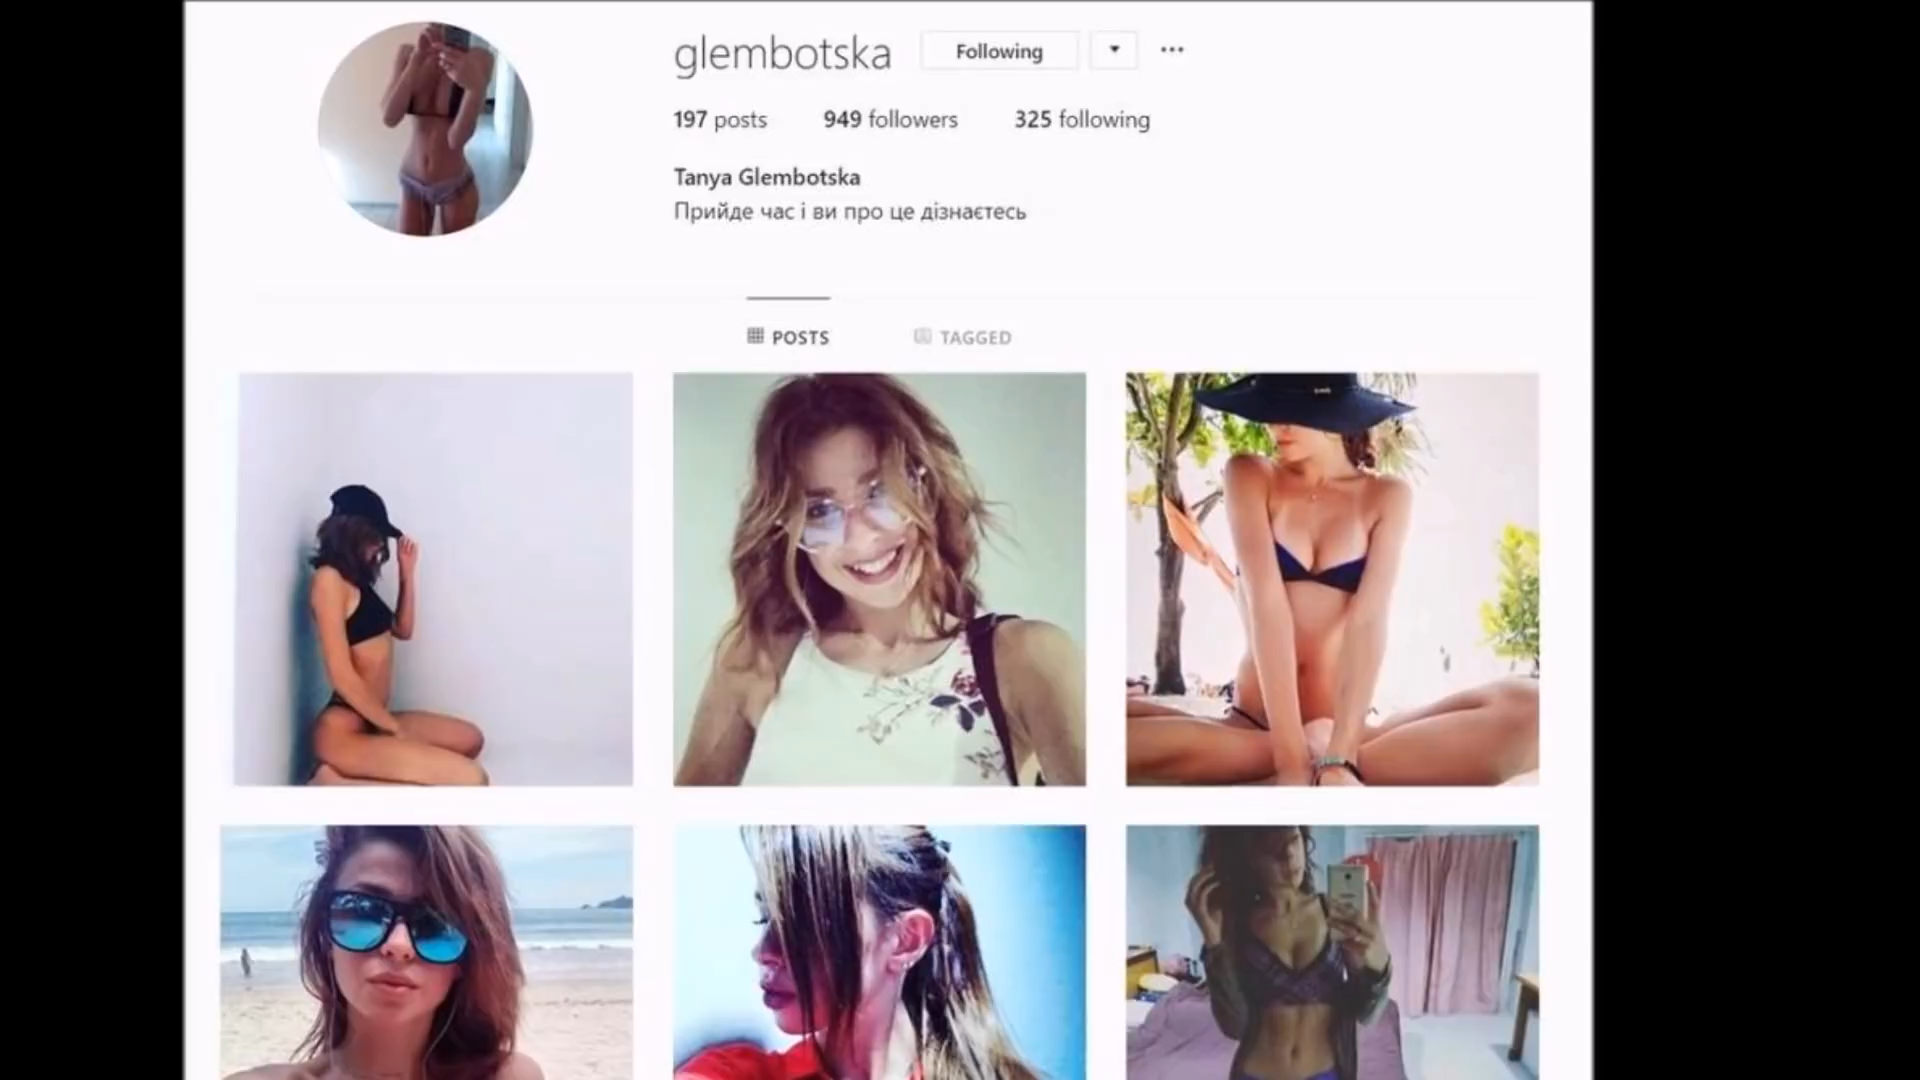 glembotska Following
197 posts 949 followers 325 following
Tanya Glembotska
Прийде час і ви про це дізнаєтесь
POSTS TAGGED